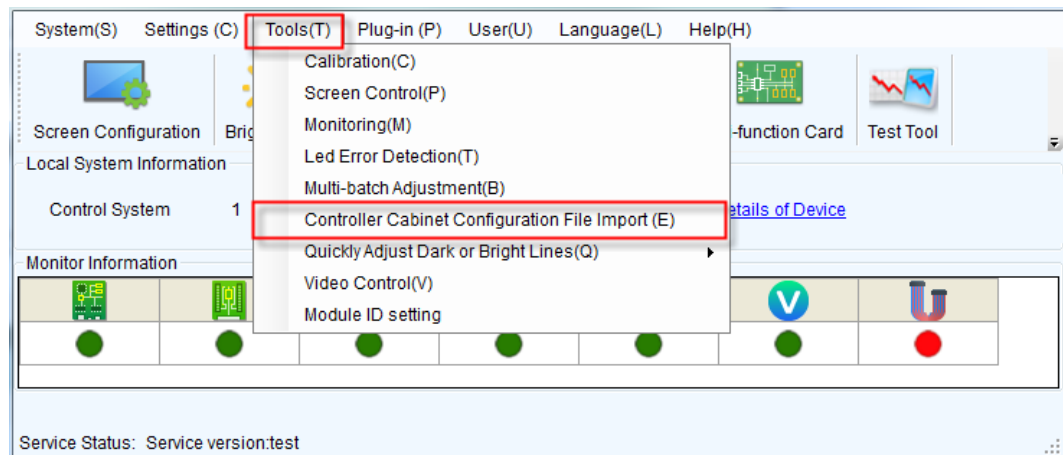 System(S) Settings (C) Tools(T) Plug-in (P) User(U) Language(L) Help(H)
Calibration(C)
Screen Control(P)
Monitoring(M)
Led Error Detection(T)
Multi-batch Adjustment(B)
Controller Cabinet Configuration File Import (E)
Quickly Adjust Dark or Bright Lines(Q)
Video Control(V)
Module ID setting
Screen Configuration Brig -function Card Test Tool
Local System Information
Control System 1 etails of Device
Monitor Information
V
Service Status: Service version:test